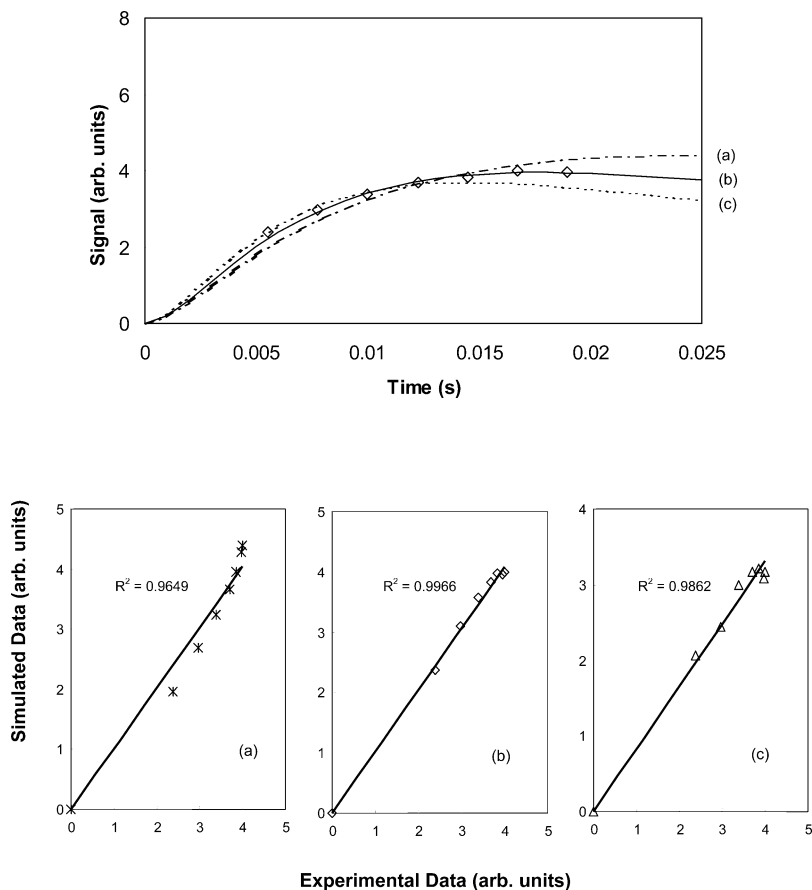 Signal (arb. units)
8
6
4
2
0
0 0.005 0.01 0.015 0.02 0.025
Time (s)
(a)
(b)
(c)
Simulated Data (arb. units)
5
4
3
2
1
0
0 1 2 3 4 5
R² = 0.9649
(a)
5
4
3
2
1
0
0 1 2 3 4 5
R² = 0.9966
(b)
4
3
2
1
0
0 1 2 3 4 5
R² = 0.9862
(c)
Experimental Data (arb. units)